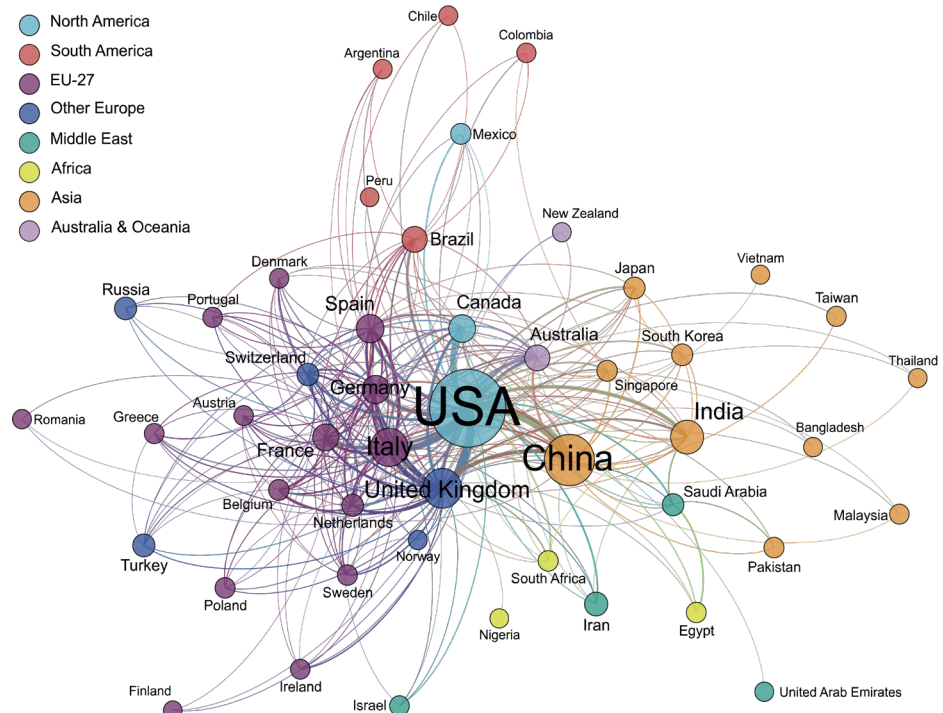 North America
South America
EU-27
Other Europe
Middle East
Africa
Asia
Australia & Oceania
Chile
Colombia
Argentina
Mexico
Peru
New Zealand
Brazil
Denmark
Japan
Vietnam
Russia
Portugal
Spain
Canada
Taiwan
Switzerland
Australia
South Korea
Thailand
Germany
Singapore
USA
Romania
Greece
Austria
India
France
Italy
China
Bangladesh
United Kingdom
Saudi Arabia
Belgium
Netherlands
Malaysia
Norway
Turkey
South Africa
Pakistan
Poland
Sweden
Nigeria
Iran
Egypt
Ireland
Finland
Israel
United Arab Emirates